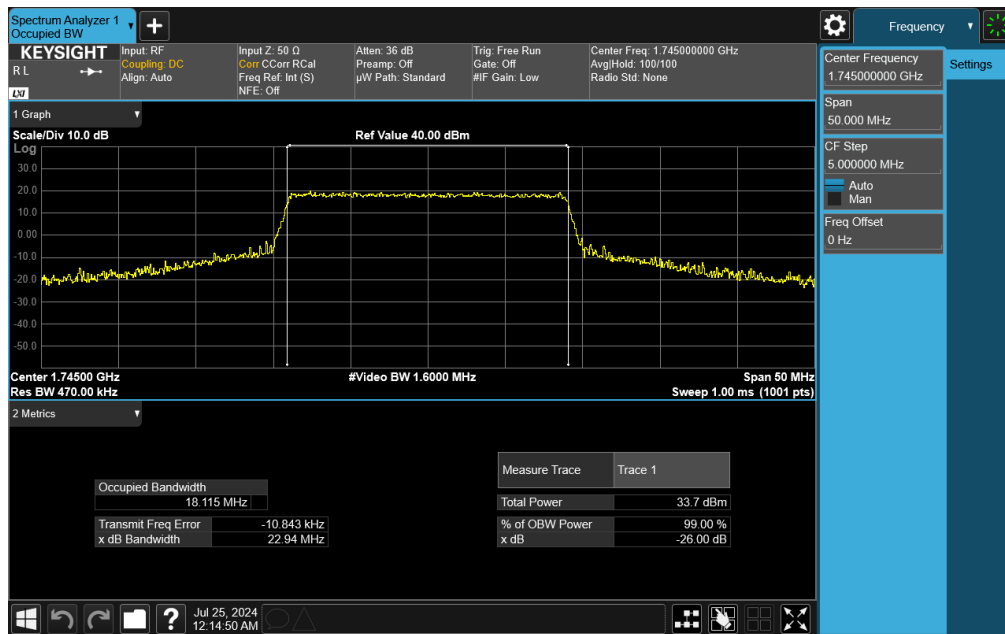 Spectrum Analyzer 1
Occupied BW
Frequency
KEYSIGHT
R L
LXI
Input: RF
Coupling: DC
Align: Auto
Input Z: 50 Ω
Corr CCorr RCal
Freq Ref: Int (S)
NFE: Off
Atten: 36 dB
Preamp: Off
µW Path: Standard
Trig: Free Run
Gate: Off
#IF Gain: Low
Center Freq: 1.745000000 GHz
Avg|Hold: 100/100
Radio Std: None
Center Frequency
1.745000000 GHz
Settings
Span
50.000 MHz
CF Step
5.000000 MHz
Auto
Man
Freq Offset
0 Hz
1 Graph
Scale/Div 10.0 dB
Ref Value 40.00 dBm
Log
30.0
20.0
10.0
0.00
-10.0
-20.0
-30.0
-40.0
-50.0
Center 1.74500 GHz
#Video BW 1.6000 MHz
Span 50 MHz
Res BW 470.00 kHz
Sweep 1.00 ms (1001 pts)
2 Metrics
Occupied Bandwidth
18.115 MHz
Transmit Freq Error -10.843 kHz
x dB Bandwidth 22.94 MHz
Measure Trace Trace 1
Total Power 33.7 dBm
% of OBW Power 99.00 %
x dB -26.00 dB
?
Jul 25, 2024
12:14:50 AM